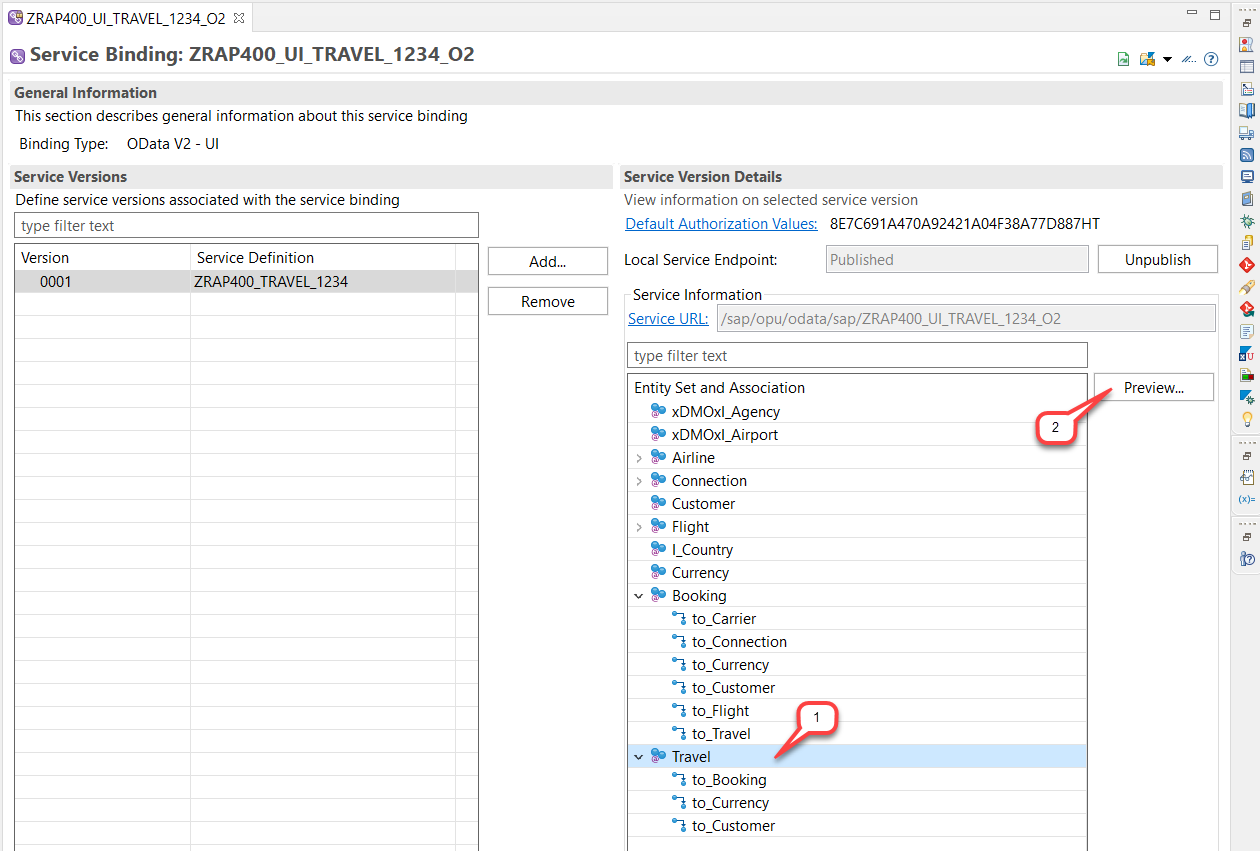 ZRAP400_UI_TRAVEL_1234_O2
Service Binding: ZRAP400_UI_TRAVEL_1234_O2
General Information
This section describes general information about this service binding
Binding Type: OData V2 - UI
Service Versions
Define service versions associated with the service binding
type filter text
Version Service Definition
0001 ZRAP400_TRAVEL_1234
Add...
Remove
Service Version Details
View information on selected service version
Default Authorization Values: 8E7C691A470A92421A04F38A77D887HT
Local Service Endpoint: Published Unpublish
Service Information
Service URL: /sap/opu/odata/sap/ZRAP400_UI_TRAVEL_1234_O2
type filter text
Entity Set and Association
Preview...
2
xDMOxI_Agency
xDMOxI_Airport
Airline
Connection
Customer
Flight
I_Country
Currency
Booking
to_Carrier
to_Connection
to_Currency
to_Customer
to_Flight
to_Travel
1
Travel
to_Booking
to_Currency
to_Customer